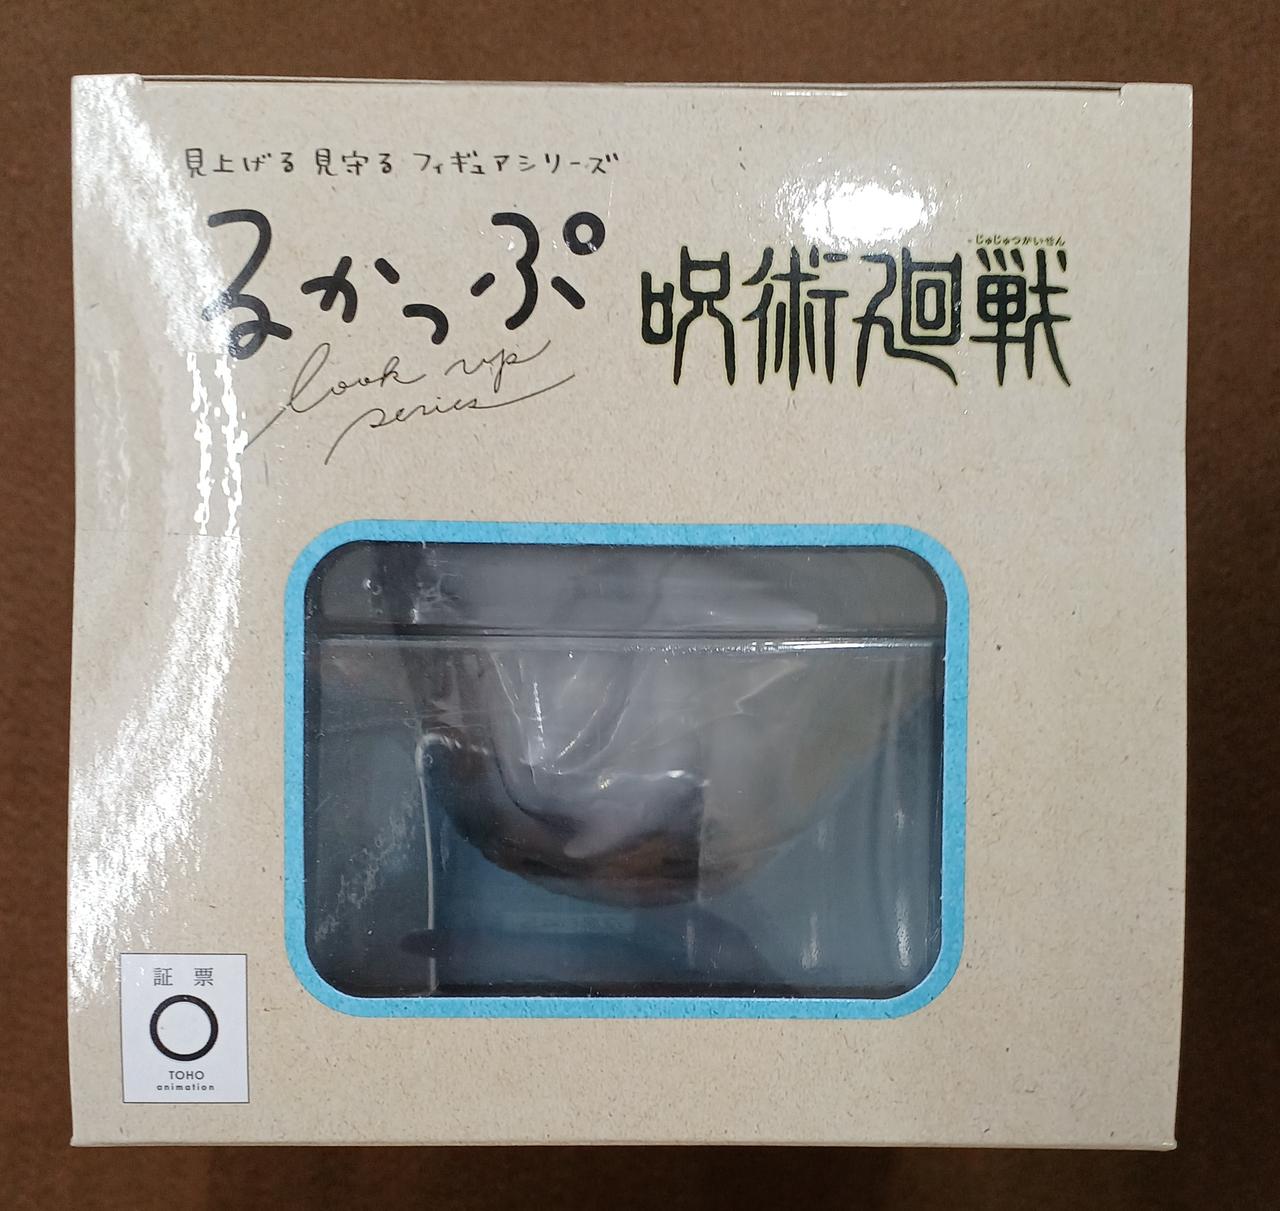 見上げる 見守る フィギュアシリーズ
るかっぷ
look up
series
じゅじゅつかいせん
呪術廻戦
証 票
TOHO
animation